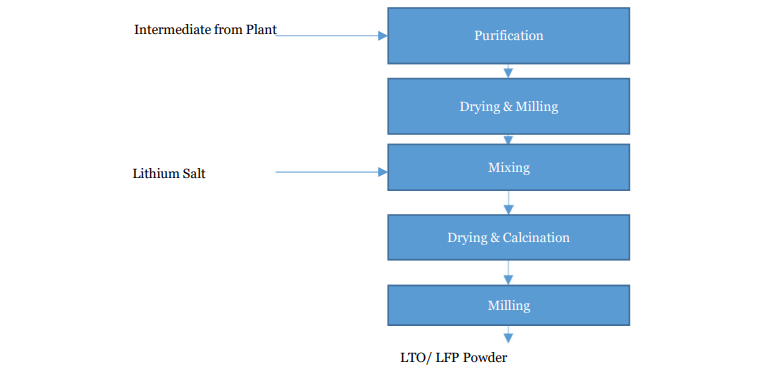 Intermediate from Plant
Purification
Drying & Milling
Lithium Salt
Mixing
Drying & Calcination
Milling
LTO/ LFP Powder